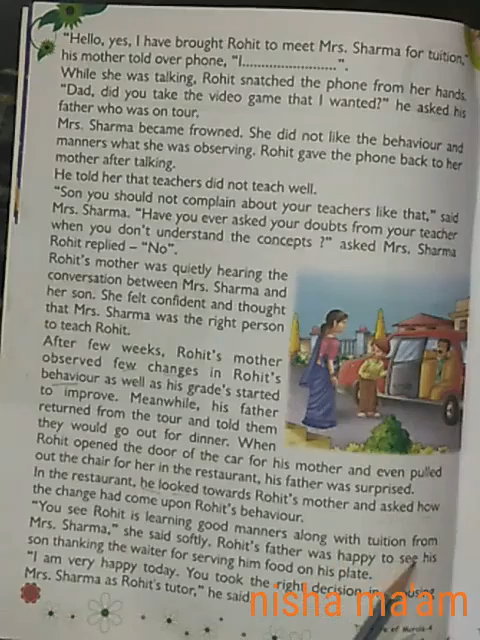 "Hello, yes, I have brought Rohit to meet Mrs. Sharma for tuition,"
his mother told over phone, "I........................".
While she was talking, Rohit snatched the phone from her hands.
"Dad, did you take the video game that I wanted?" he asked his
father who was on tour.
Mrs. Sharma became frowned. She did not like the behaviour and
manners what she was observing. Rohit gave the phone back to her
mother after talking.
He told her that teachers did not teach well.
"Son you should not complain about your teachers like that," said
Mrs. Sharma. "Have you ever asked your doubts from your teacher
when you don't understand the concepts ?" asked Mrs. Sharma
Rohit replied – "No".
Rohit's mother was quietly hearing the
conversation between Mrs. Sharma and
her son. She felt confident and thought
that Mrs. Sharma was the right person
to teach Rohit.
After few weeks, Rohit's mother
observed few changes in Rohit's
behaviour as well as his grade's started
to improve. Meanwhile, his father
returned from the tour and told them
they would go out for dinner. When
Rohit opened the door of the car for his mother and even pulled
out the chair for her in the restaurant, his father was surprised.
In the restaurant, he looked towards Rohit's mother and asked how
the change had come upon Rohit's behaviour.
"You see Rohit is learning good manners along with tuition from
Mrs. Sharma," she said softly. Rohit's father was happy to see his
son thanking the waiter for serving him food on his plate.
"I am very happy today. You took the right decision in
Mrs. Sharma as Rohit's tutor," he said
nisha ma'am